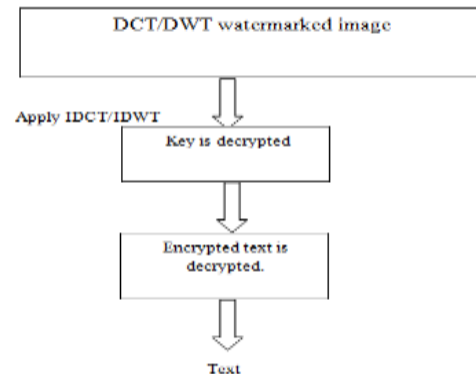 DCT/DWT watermarked image
Apply IDCT/IDWT
Key is decrypted
Encrypted text is
decrypted.
Text